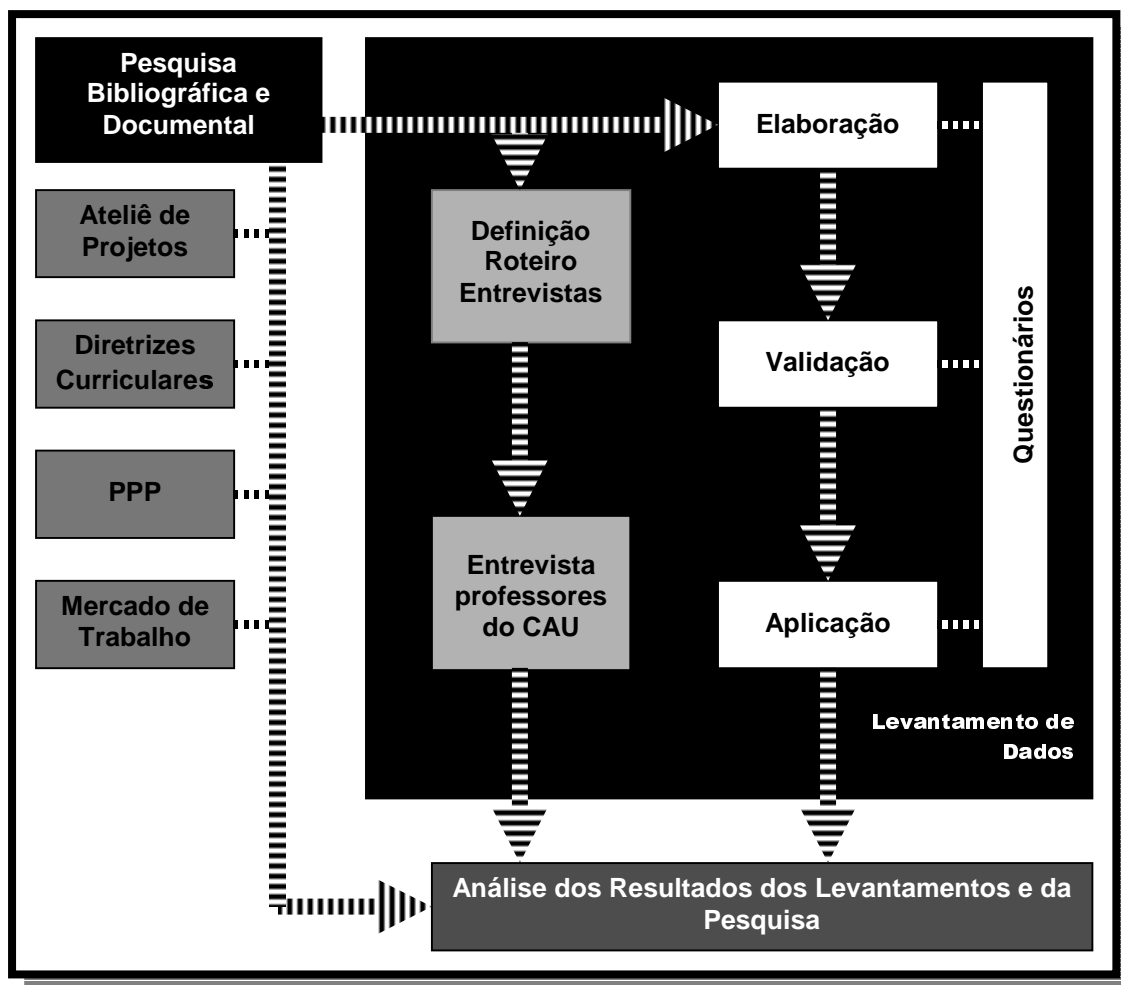 Pesquisa
Bibliográfica e
Documental
Ateliê de
Projetos
Diretrizes
Curriculares
PPP
Mercado de
Trabalho
Definição
Roteiro
Entrevistas
Entrevista
professores
do CAU
Elaboração
Validação
Aplicação
Questionários
Levantamento de
Dados
Análise dos Resultados dos Levantamentos e da
Pesquisa